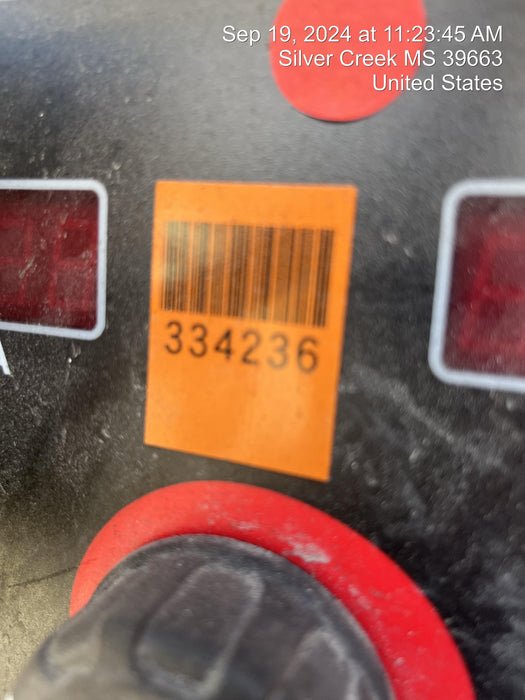 Sep 19, 2024 at 11:23:45 AM
Silver Creek MS 39663
United States
334236